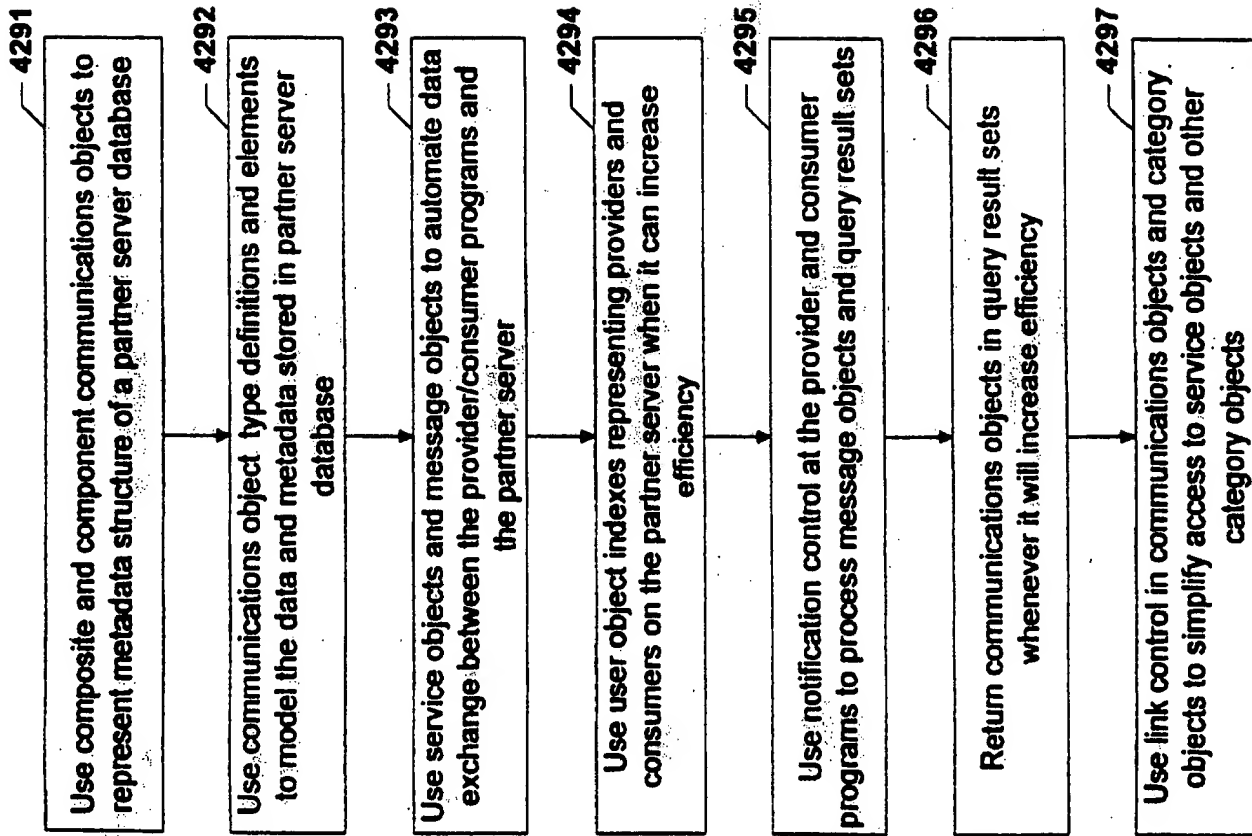 4291
Use composite and component communications objects to
represent metadata structure of a partner server database
4292
Use communications object type definitions and elements
to model the data and metadata stored in partner server
database
4293
Use service objects and message objects to automate data
exchange between the provider/consumer programs and
the partner server
4294
Use user object indexes representing providers and
consumers on the partner server when it can increase
efficiency
4295
Use notification control at the provider and consumer
programs to process message objects and query result sets
4296
Return communications objects in query result sets
whenever it will increase efficiency
4297
Use link control in communications objects and category.
objects to simplify access to service objects and other
category objects